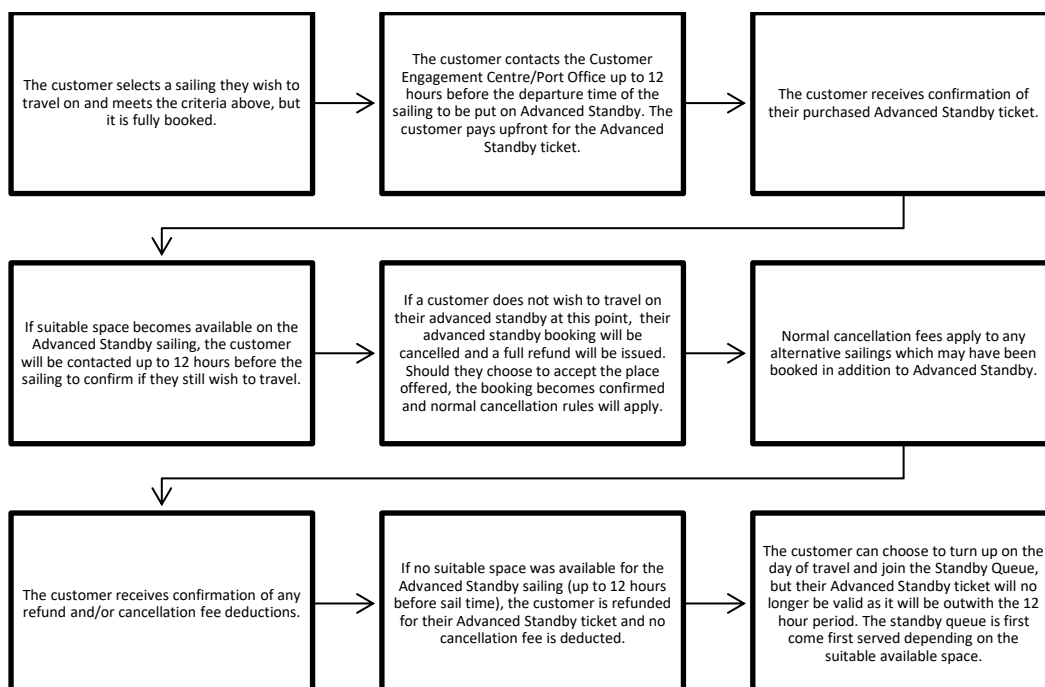 The customer selects a sailing they wish to
travel on and meets the criteria above, but
it is fully booked.
The customer contacts the Customer
Engagement Centre/Port Office up to 12
hours before the departure time of the
sailing to be put on Advanced Standby. The
customer pays upfront for the Advanced
Standby ticket.
The customer receives confirmation of
their purchased Advanced Standby ticket.
If suitable space becomes available on the
Advanced Standby sailing, the customer
will be contacted up to 12 hours before the
sailing to confirm if they still wish to travel.
If a customer does not wish to travel on
their advanced standby at this point, their
advanced standby booking will be
cancelled and a full refund will be issued.
Should they choose to accept the place
offered, the booking becomes confirmed
and normal cancellation rules will apply.
Normal cancellation fees apply to any
alternative sailings which may have been
booked in addition to Advanced Standby.
The customer receives confirmation of any
refund and/or cancellation fee deductions.
If no suitable space was available for the
Advanced Standby sailing (up to 12 hours
before sail time), the customer is refunded
for their Advanced Standby ticket and no
cancellation fee is deducted.
The customer can choose to turn up on the
day of travel and join the Standby Queue,
but their Advanced Standby ticket will no
longer be valid as it will be outwith the 12
hour period. The standby queue is first
come first served depending on the
suitable available space.